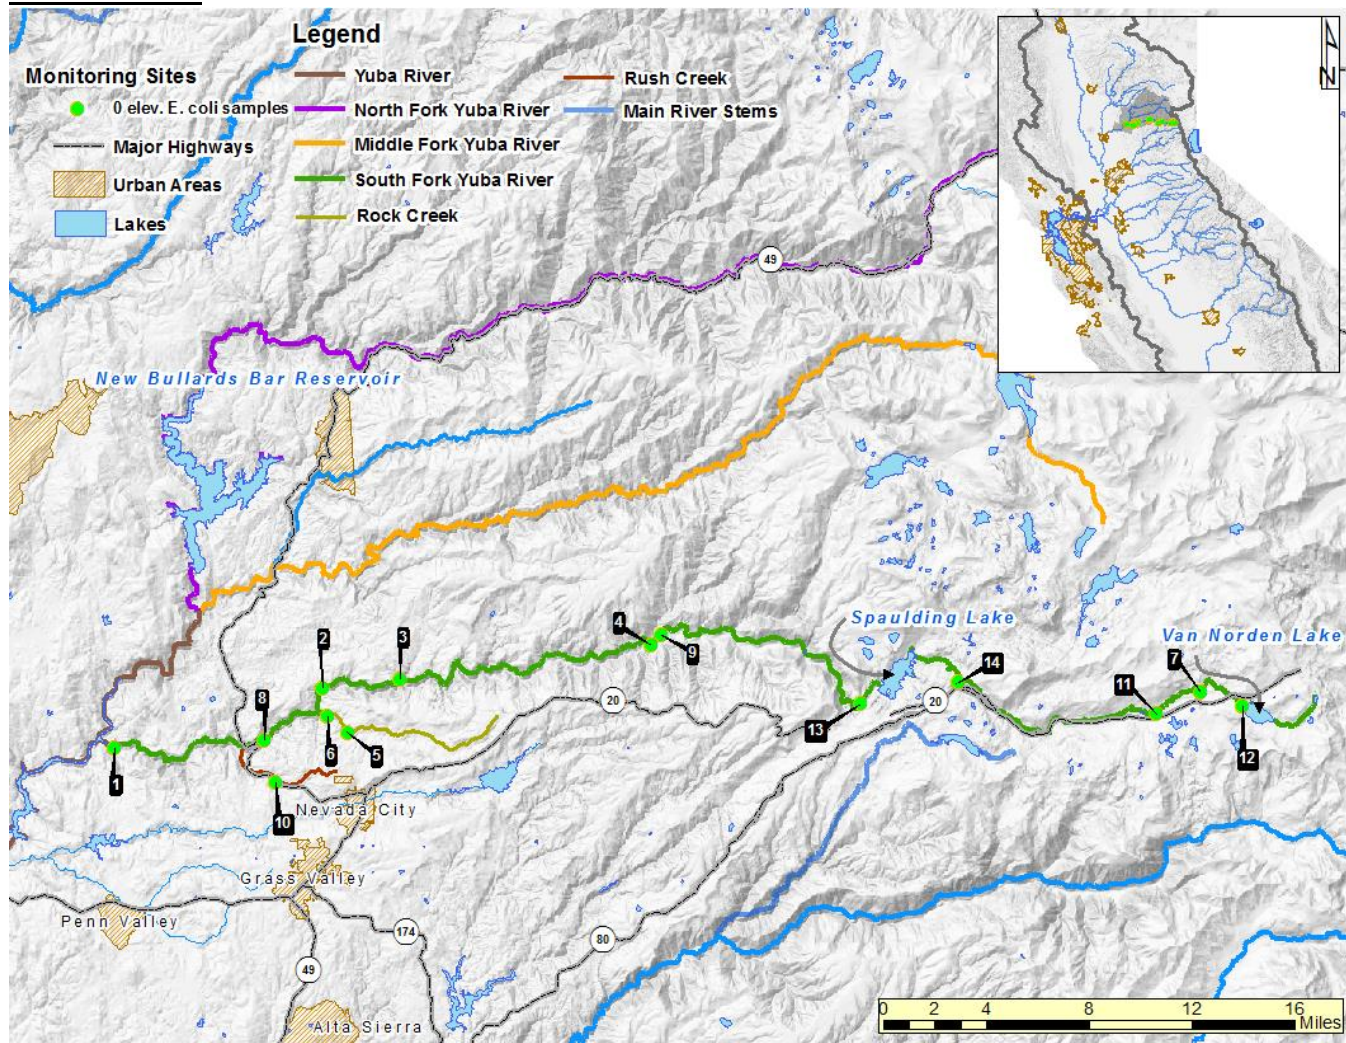 Legend
Monitoring Sites
0 elev. E. coli samples
Major Highways
Urban Areas
Lakes
Yuba River
North Fork Yuba River
Middle Fork Yuba River
South Fork Yuba River
Rock Creek
Rush Creek
Main River Stems
N
49
New Bullards Bar Reservoir
Spaulding Lake
Van Norden Lake
2
3
4
9
14
7
11
8
6
5
20
20
13
12
1
10
Nevada City
Grass Valley
Penn Valley
174
80
49
Alta Sierra
0 2 4 8 12 16
Miles